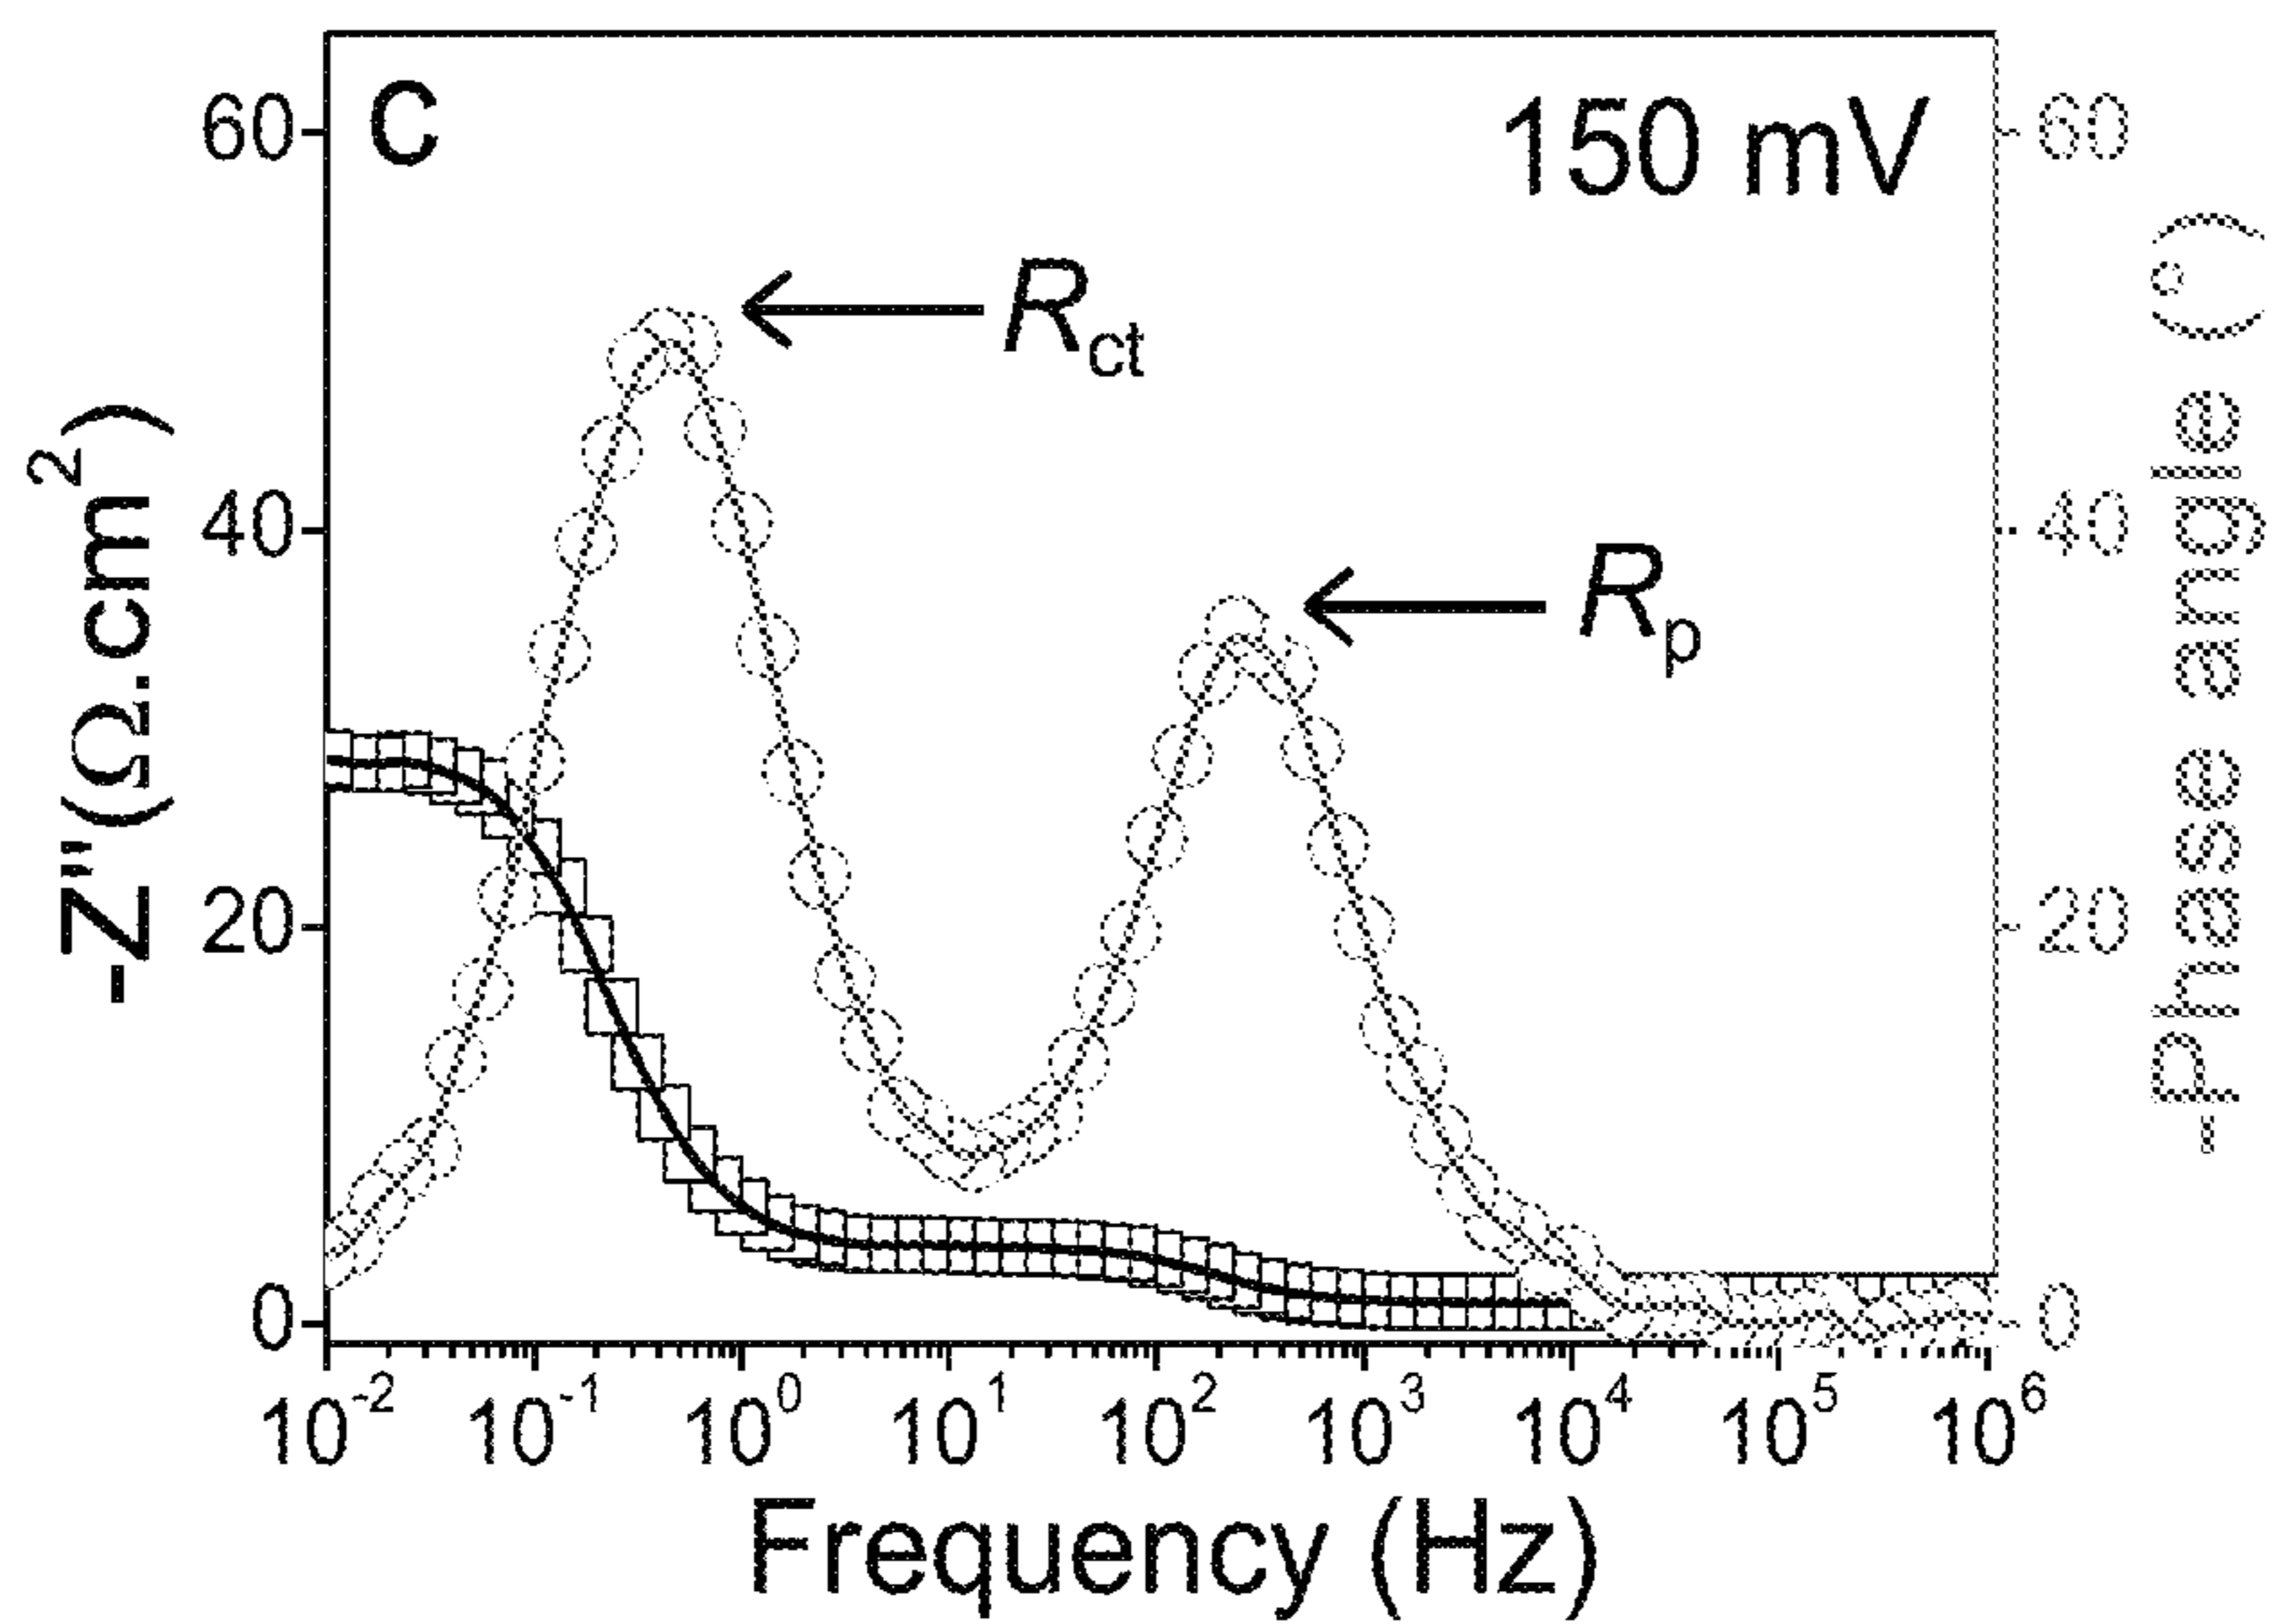 C
150 mV
R_ct
R_p
-Z"(Ω.cm²)
60
40
20
0
-Phase angle (°)
60
40
20
0
10⁻² 10⁻¹ 10⁰ 10¹ 10² 10³ 10⁴ 10⁵ 10⁶
Frequency (Hz)